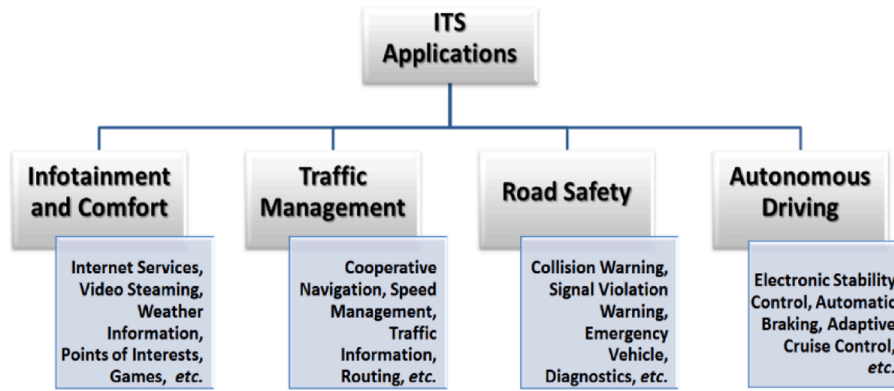 ITS
Applications
Infotainment
and Comfort
Internet Services,
Video Steaming,
Weather
Information,
Points of Interests,
Games, etc.
Traffic
Management
Cooperative
Navigation, Speed
Management,
Traffic
Information,
Routing, etc.
Road Safety
Collision Warning,
Signal Violation
Warning,
Emergency
Vehicle,
Diagnostics, etc.
Autonomous
Driving
Electronic Stability
Control, Automatic
Braking, Adaptive
Cruise Control,
etc.